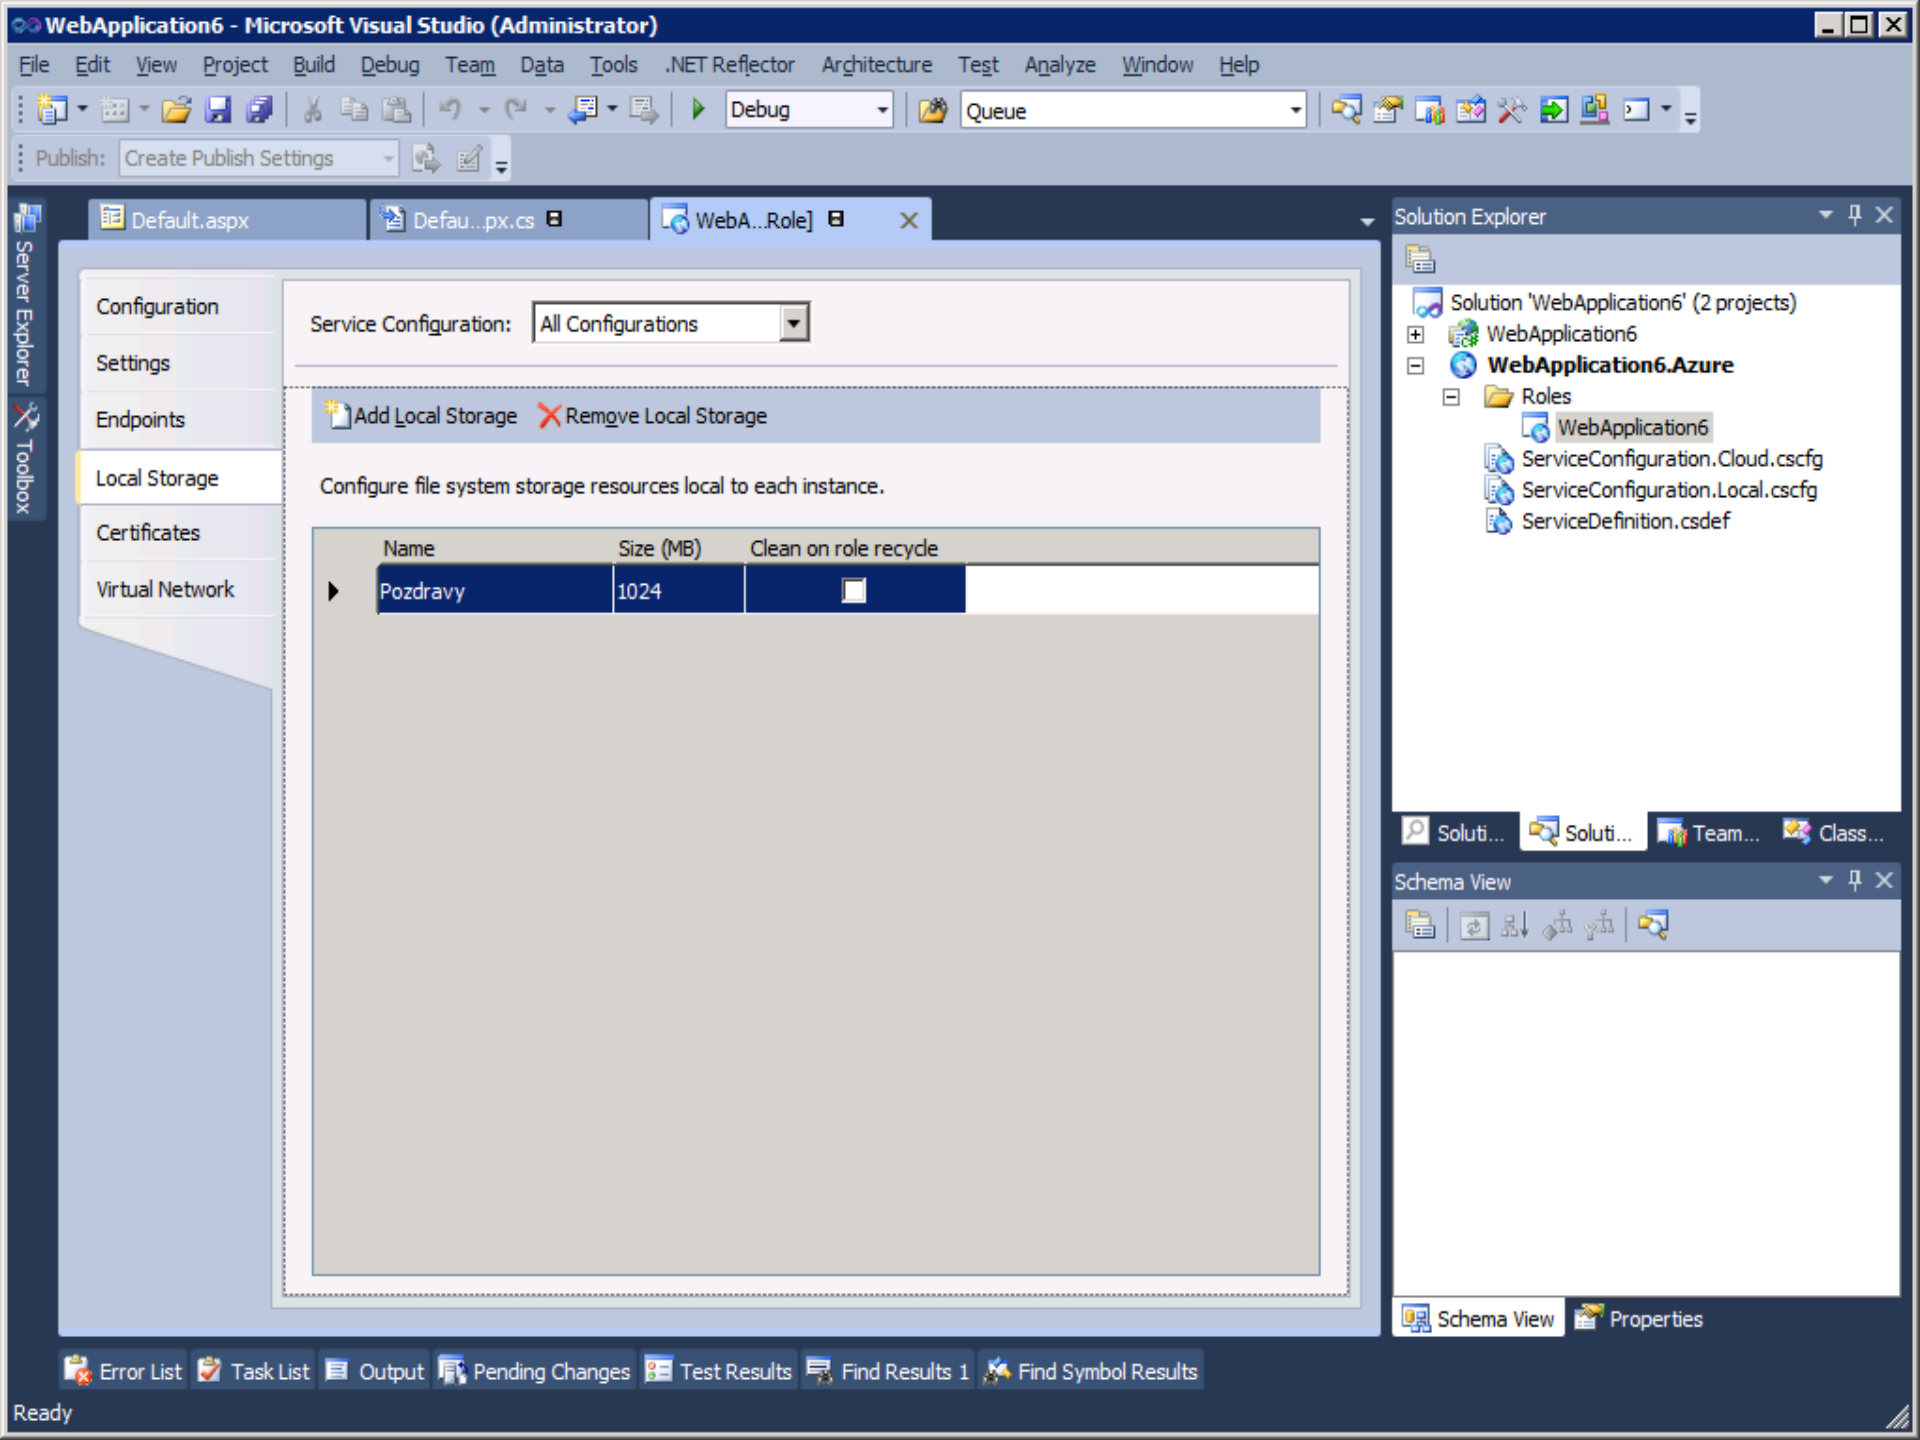 WebApplication6 - Microsoft Visual Studio (Administrator)
File Edit View Project Build Debug Team Data Tools .NET Reflector Architecture Test Analyze Window Help
Debug Queue
Publish: Create Publish Settings
Server Explorer
Toolbox
Default.aspx Defau...px.cs WebA...Role]
Configuration
Settings
Endpoints
Local Storage
Certificates
Virtual Network
Service Configuration: All Configurations
Add Local Storage Remove Local Storage
Configure file system storage resources local to each instance.
Name Size (MB) Clean on role recycle
Pozdravy 1024
Solution Explorer
Solution 'WebApplication6' (2 projects)
WebApplication6
WebApplication6.Azure
Roles
WebApplication6
ServiceConfiguration.Cloud.cscfg
ServiceConfiguration.Local.cscfg
ServiceDefinition.csdef
Soluti... Soluti... Team... Class...
Schema View
Schema View Properties
Error List Task List Output Pending Changes Test Results Find Results 1 Find Symbol Results
Ready